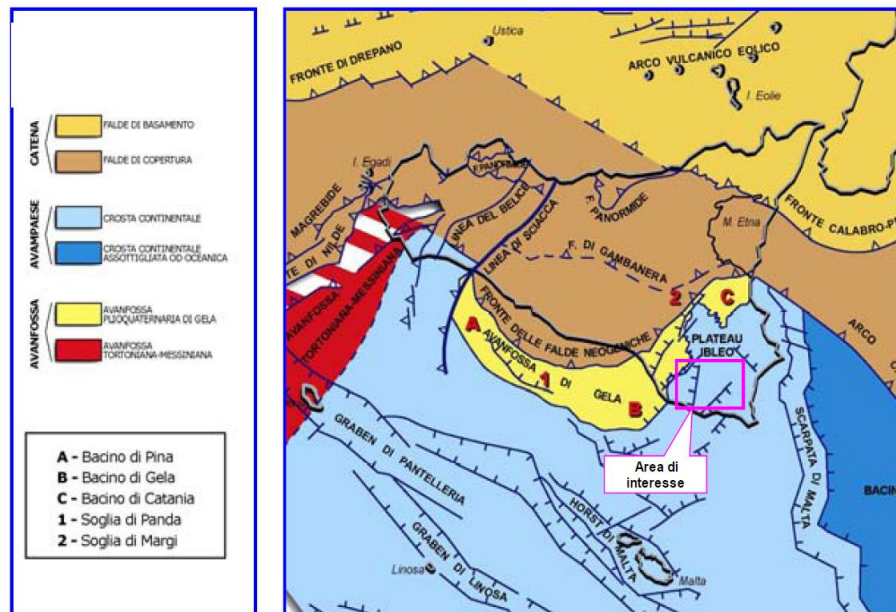 CATENA
FALDE DI BASAMENTO
FALDE DI COPERTURA
AVAMPAESE
CROSTA CONTINENTALE
CROSTA CONTINENTALE
ASSOTTIGLIATA OD OCEANICA
AVANFOSSA
AVANFOSSA
PLIOQUATERNARIA DI GELA
AVANFOSSA
TORTONIANA-MESSINIANA
A - Bacino di Pina
B - Bacino di Gela
C - Bacino di Catania
1 - Soglia di Panda
2 - Soglia di Margi
Ustica
FRONTE DI DREPANO
ARCO VULCANICO EOLICO
I. Eolie
I. Egadi
F.PANORMIDE
F. PANORMIDE
MAGREBIDE
TE DI NILDE
LINEA DEL BELICE
LINEA DI SCIACCA
M. Etna
FRONTE CALABRO-P
F. DI GAMBANERA
2
C
AVANFOSSA
TORTONIANA-MESSINIANA
FRONTE DELLE FALDE NEOGENICHE
A
AVANFOSSA DI GELA
1
B
PLATEAU
IBLEO
ARCO
Area di
interesse
SCARPATA DI MALTA
BACIN
GRABEN DI PANTELLERIA
HORST DI MALTA
GRABEN DI LINOSA
Linosa
Malta